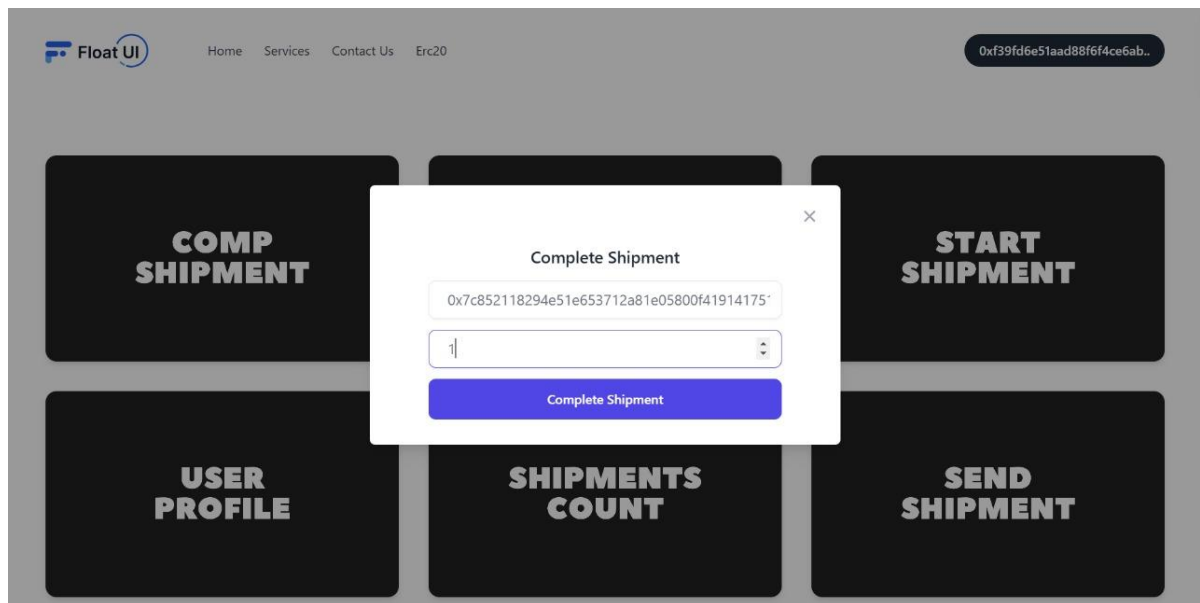 Float UI Home Services Contact Us Erc20 0xf39fd6e51aad88f6f4ce6ab..
COMP
SHIPMENT
START
SHIPMENT
Complete Shipment
0x7c852118294e51e653712a81e05800f41914175
1
Complete Shipment
USER
PROFILE
SHIPMENTS
COUNT
SEND
SHIPMENT